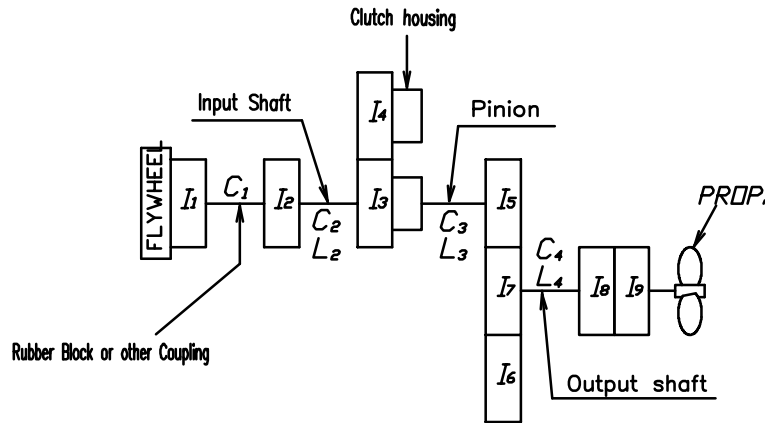 Clutch housing
Input Shaft
Pinion
FLYWHEEL
I1
C1
I2
C2
L2
I4
I3
C3
L3
I5
I7
I6
C4
L4
I8
I9
PROP.
Rubber Block or other Coupling
Output shaft